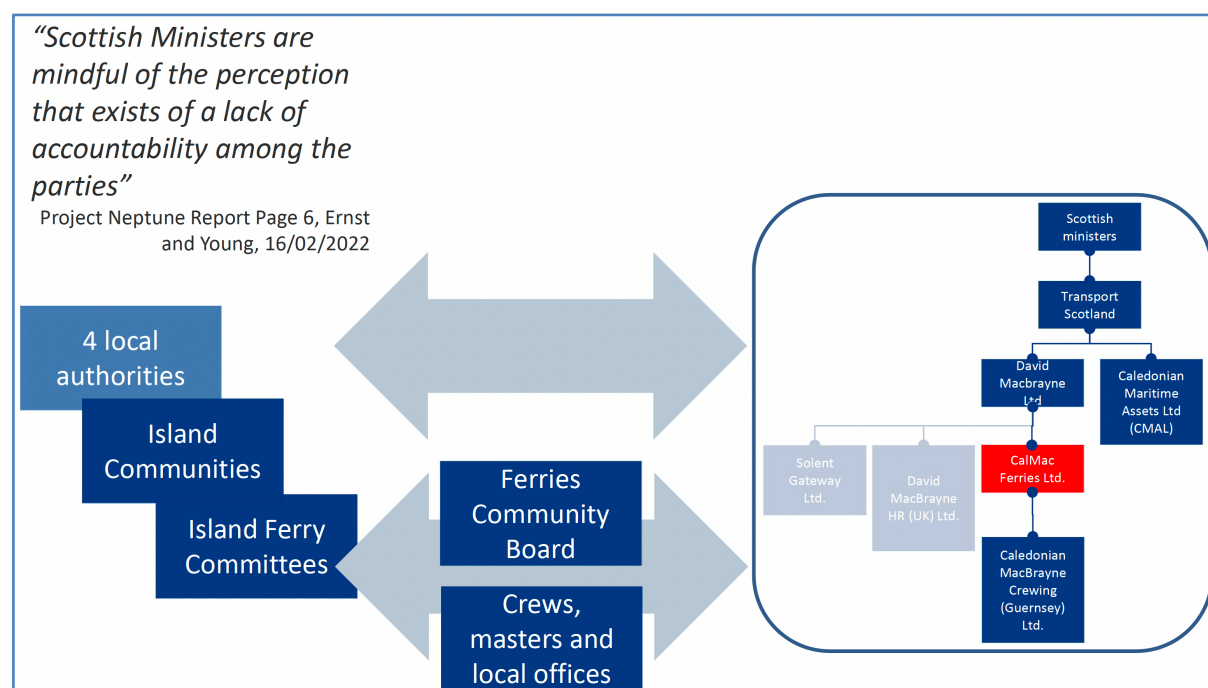 “Scottish Ministers are
mindful of the perception
that exists of a lack of
accountability among the
parties”
Project Neptune Report Page 6, Ernst
and Young, 16/02/2022
4 local
authorities
Island
Communities
Island Ferry
Committees
Ferries
Community
Board
Crews,
masters and
local offices
Scottish
ministers
Transport
Scotland
David
Macbrayne
Ltd
Caledonian
Maritime
Assets Ltd
(CMAL)
Solent
Gateway
Ltd.
David
MacBrayne
HR (UK) Ltd.
CalMac
Ferries Ltd.
Caledonian
MacBrayne
Crewing
(Guernsey)
Ltd.